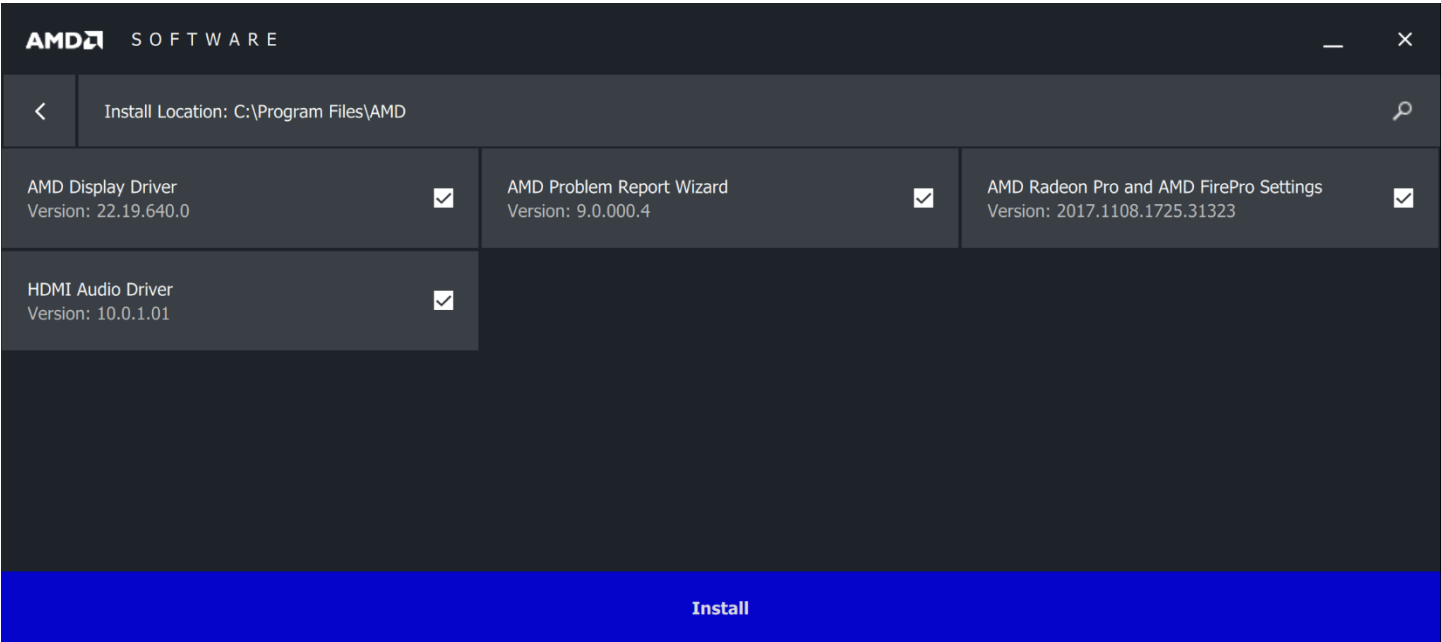 AMD SOFTWARE
Install Location: C:\Program Files\AMD
AMD Display Driver
Version: 22.19.640.0
AMD Problem Report Wizard
Version: 9.0.000.4
AMD Radeon Pro and AMD FirePro Settings
Version: 2017.1108.1725.31323
HDMI Audio Driver
Version: 10.0.1.01
Install